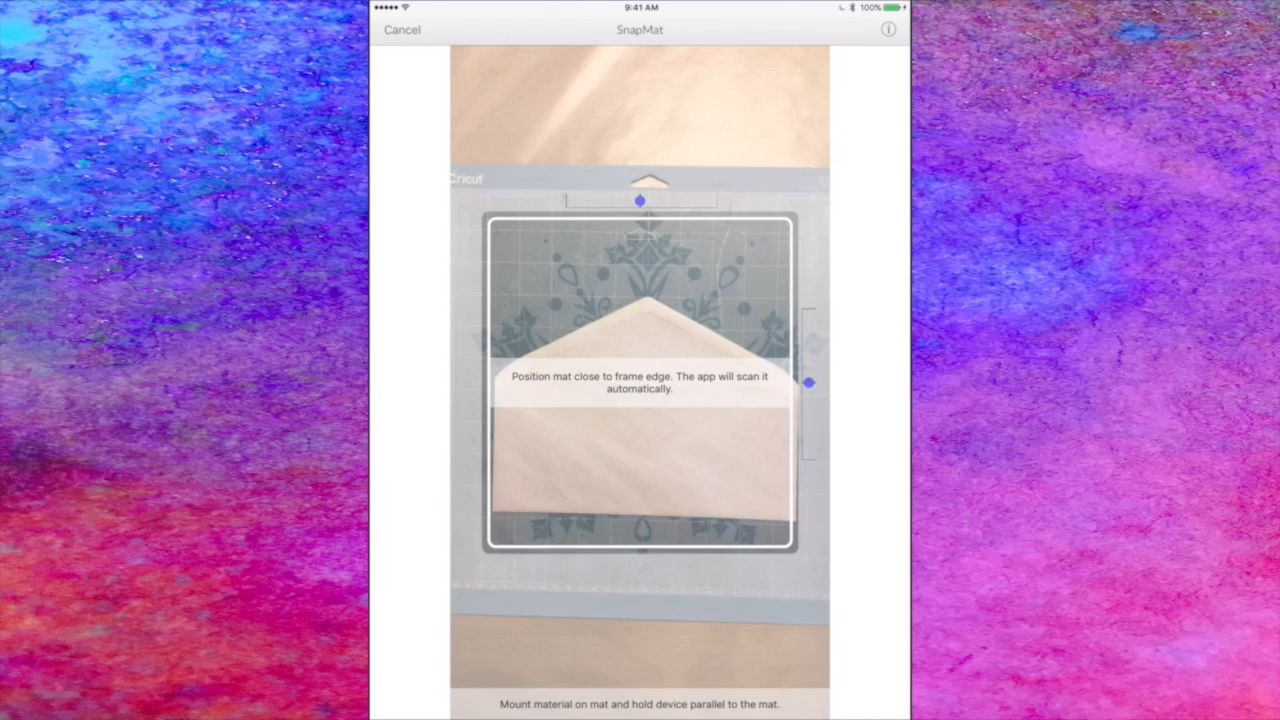 9:41 AM
100%
Cancel
SnapMat
Cricut
Position mat close to frame edge. The app will scan it
automatically.
Mount material on mat and hold device parallel to the mat.